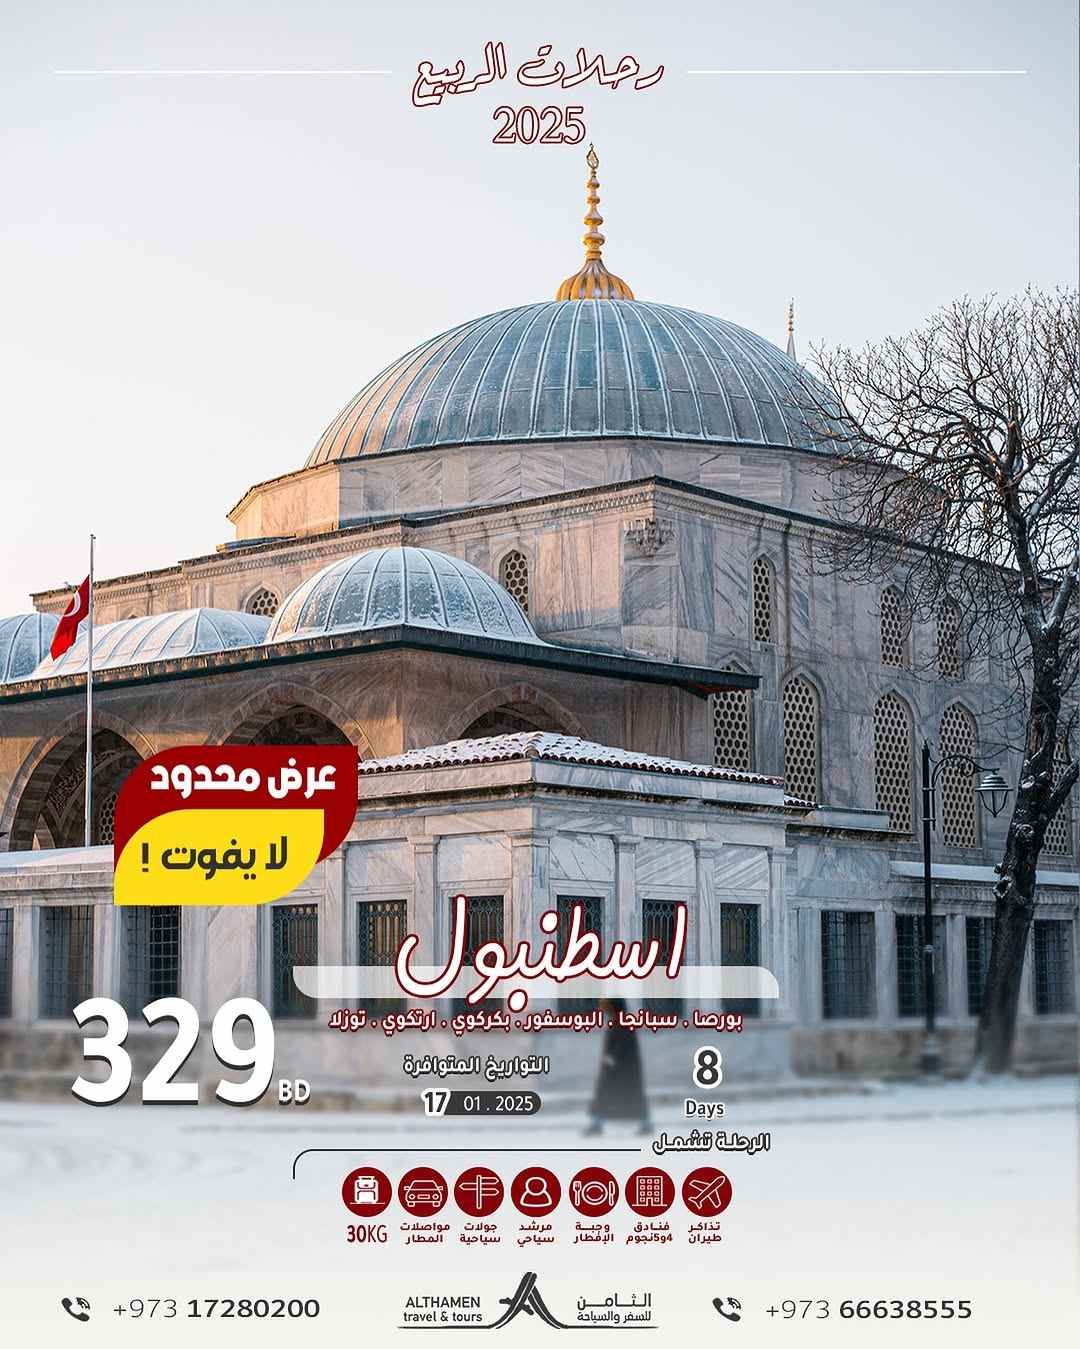 رحلات الربيع
2025
عرض محدود
لا يفوت !
اسطنبول
بورصا . سبانجا . البوسفور . بكركوي . ارتكوي . توزلا
329 BD
التواريخ المتوافرة
17 01 . 2025
8
Days
الرحلة تشمل
تذاكر طيران
فنادق 4و5نجوم
وجبة الإفطار
مرشد سياحي
جولات سياحية
مواصلات المطار
30KG
+973 17280200
ALTHAMEN
travel & tours
الثامن
للسفر والسياحة
+973 66638555